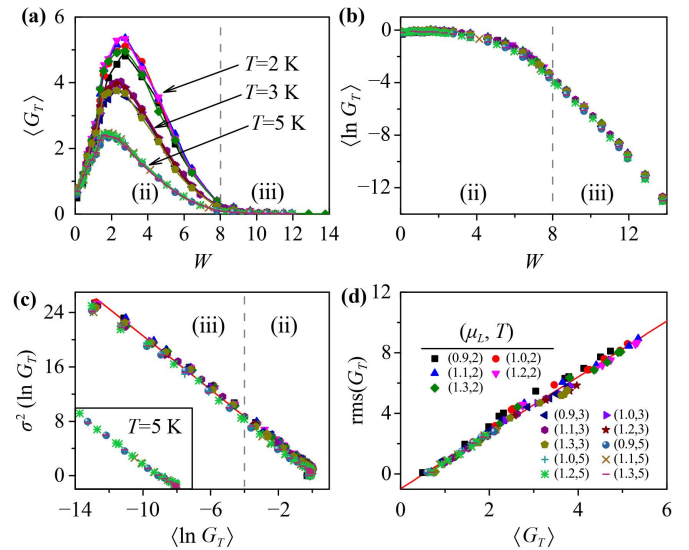 (a)
6
4
2
0
⟨G_T⟩
T=2 K
T=3 K
T=5 K
(ii)
(iii)
0 2 4 6 8 10 12 14
W
(b)
0
−4
−8
−12
⟨ln G_T⟩
(ii)
(iii)
0 4 8 12
W
(c)
24
16
8
0
σ² (ln G_T)
(iii)
(ii)
T=5 K
−14 −10 −6 −2
⟨ln G_T⟩
(d)
12
8
4
0
rms(G_T)
(μ_L, T)
(0.9,2) (1.0,2)
(1.1,2) (1.2,2)
(1.3,2)
(0.9,3) (1.0,3)
(1.1,3) (1.2,3)
(1.3,3) (0.9,5)
(1.0,5) (1.1,5)
(1.2,5) (1.3,5)
0 2 4 6
⟨G_T⟩